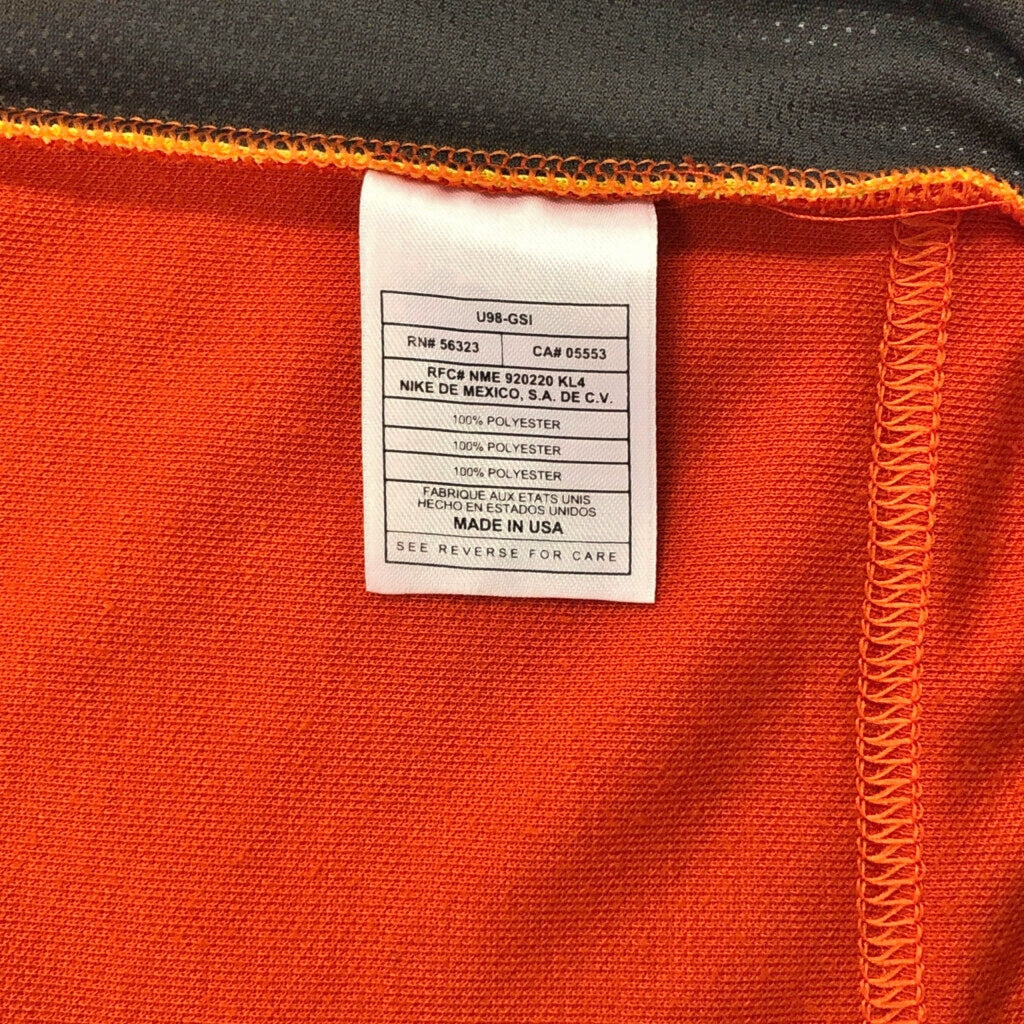 U98-GSI
RN# 56323 CA# 05553
RFC# NME 920220 KL4
NIKE DE MEXICO, S.A. DE C.V.
100% POLYESTER
100% POLYESTER
100% POLYESTER
FABRIQUE AUX ETATS UNIS
HECHO EN ESTADOS UNIDOS
MADE IN USA
SEE REVERSE FOR CARE